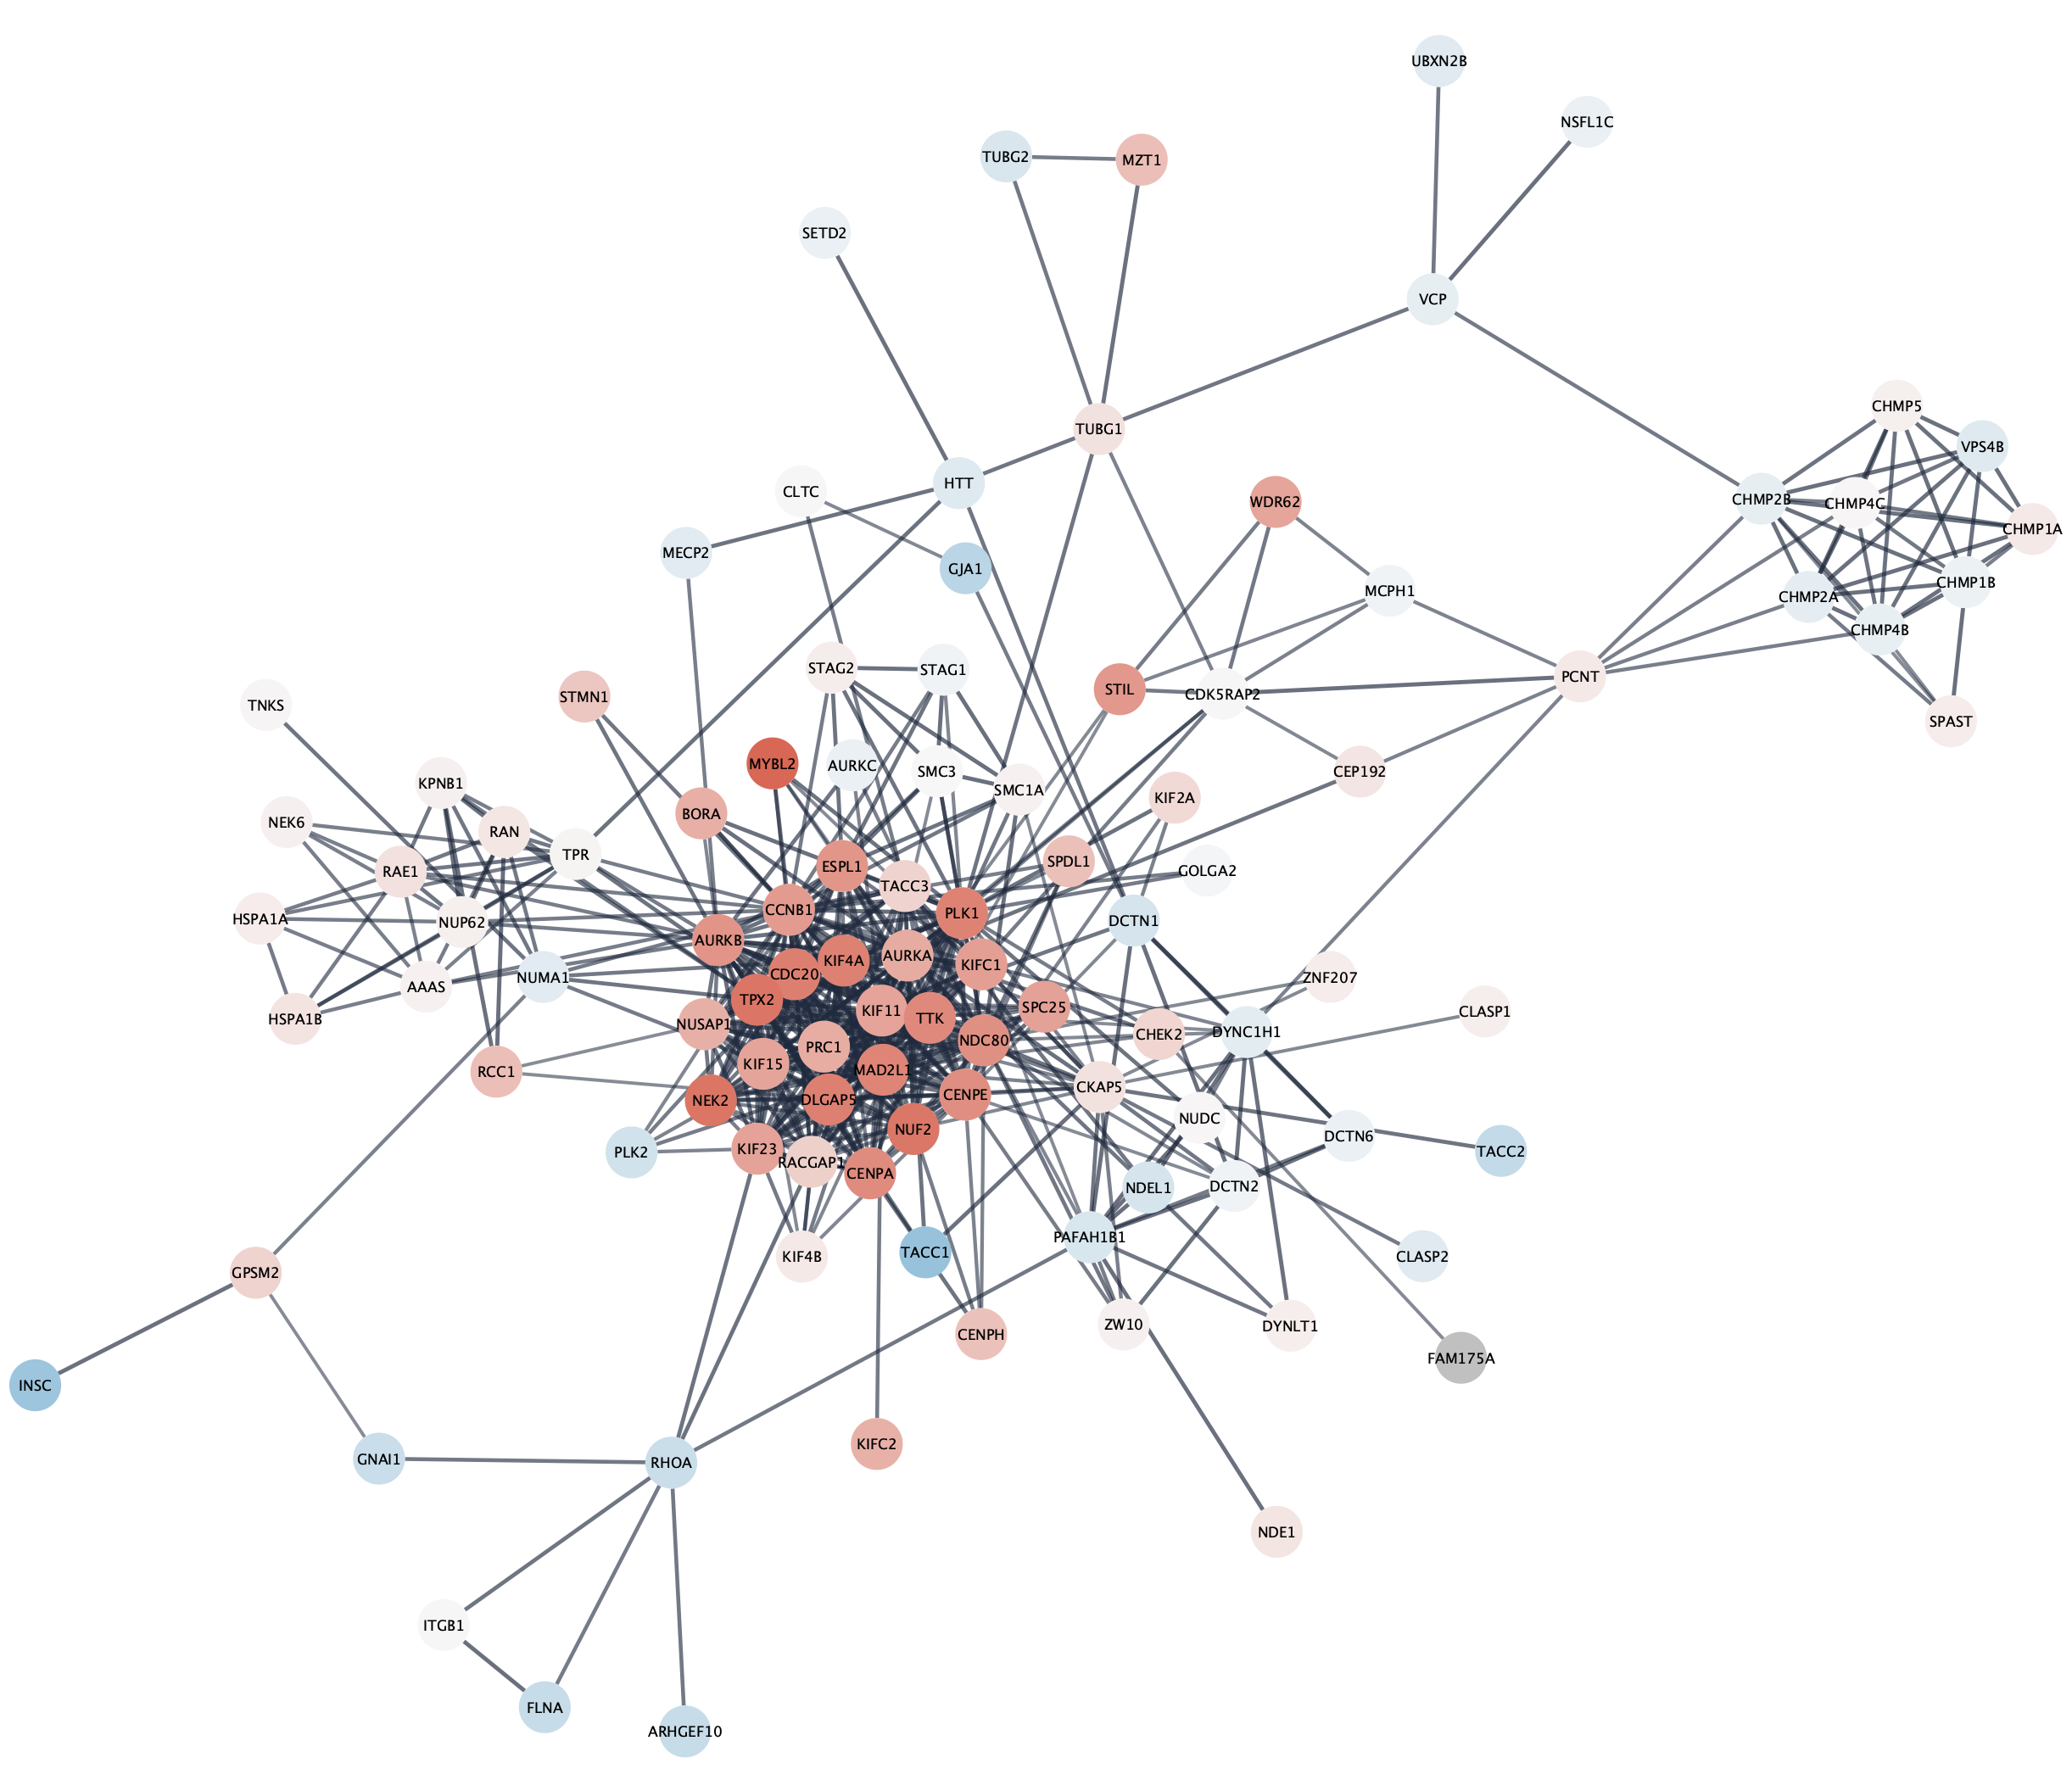 UBXN2B
NSFL1C
TUBG2
MZT1
SETD2
VCP
CHMP5
TUBG1
VPS4B
HTT
CLTC
CHMP2B
CHMP4C
WDR62
CHMP1A
MECP2
GJA1
CHMP1B
MCPH1
CHMP2A
CHMP4B
STAG2
STAG1
PCNT
STIL
CDK5RAP2
STMN1
TNKS
SPAST
MYBL2
AURKC
SMC3
CEP192
KPNB1
SMC1A
KIF2A
BORA
NEK6
RAN
TPR
SPDL1
ESPL1
RAE1
GOLGA2
TACC3
CCNB1
PLK1
HSPA1A
NUP62
DCTN1
AURKB
AURKA
KIF4A
KIFC1
CDC20
NUMA1
ZNF207
AAAS
TPX2
SPC25
KIF11
CLASP1
TTK
HSPA1B
NUSAP1
DYNC1H1
CHEK2
NDC80
PRC1
KIF15
MAD2L1
RCC1
CKAP5
CENPE
NEK2
DLGAP5
NUDC
NUF2
DCTN6
KIF23
PLK2
TACC2
RACGAP1
CENPA
DCTN2
NDEL1
PAFAH1B1
TACC1
KIF4B
CLASP2
GPSM2
ZW10
DYNLT1
CENPH
FAM175A
INSC
KIFC2
GNAI1
RHOA
NDE1
ITGB1
FLNA
ARHGEF10